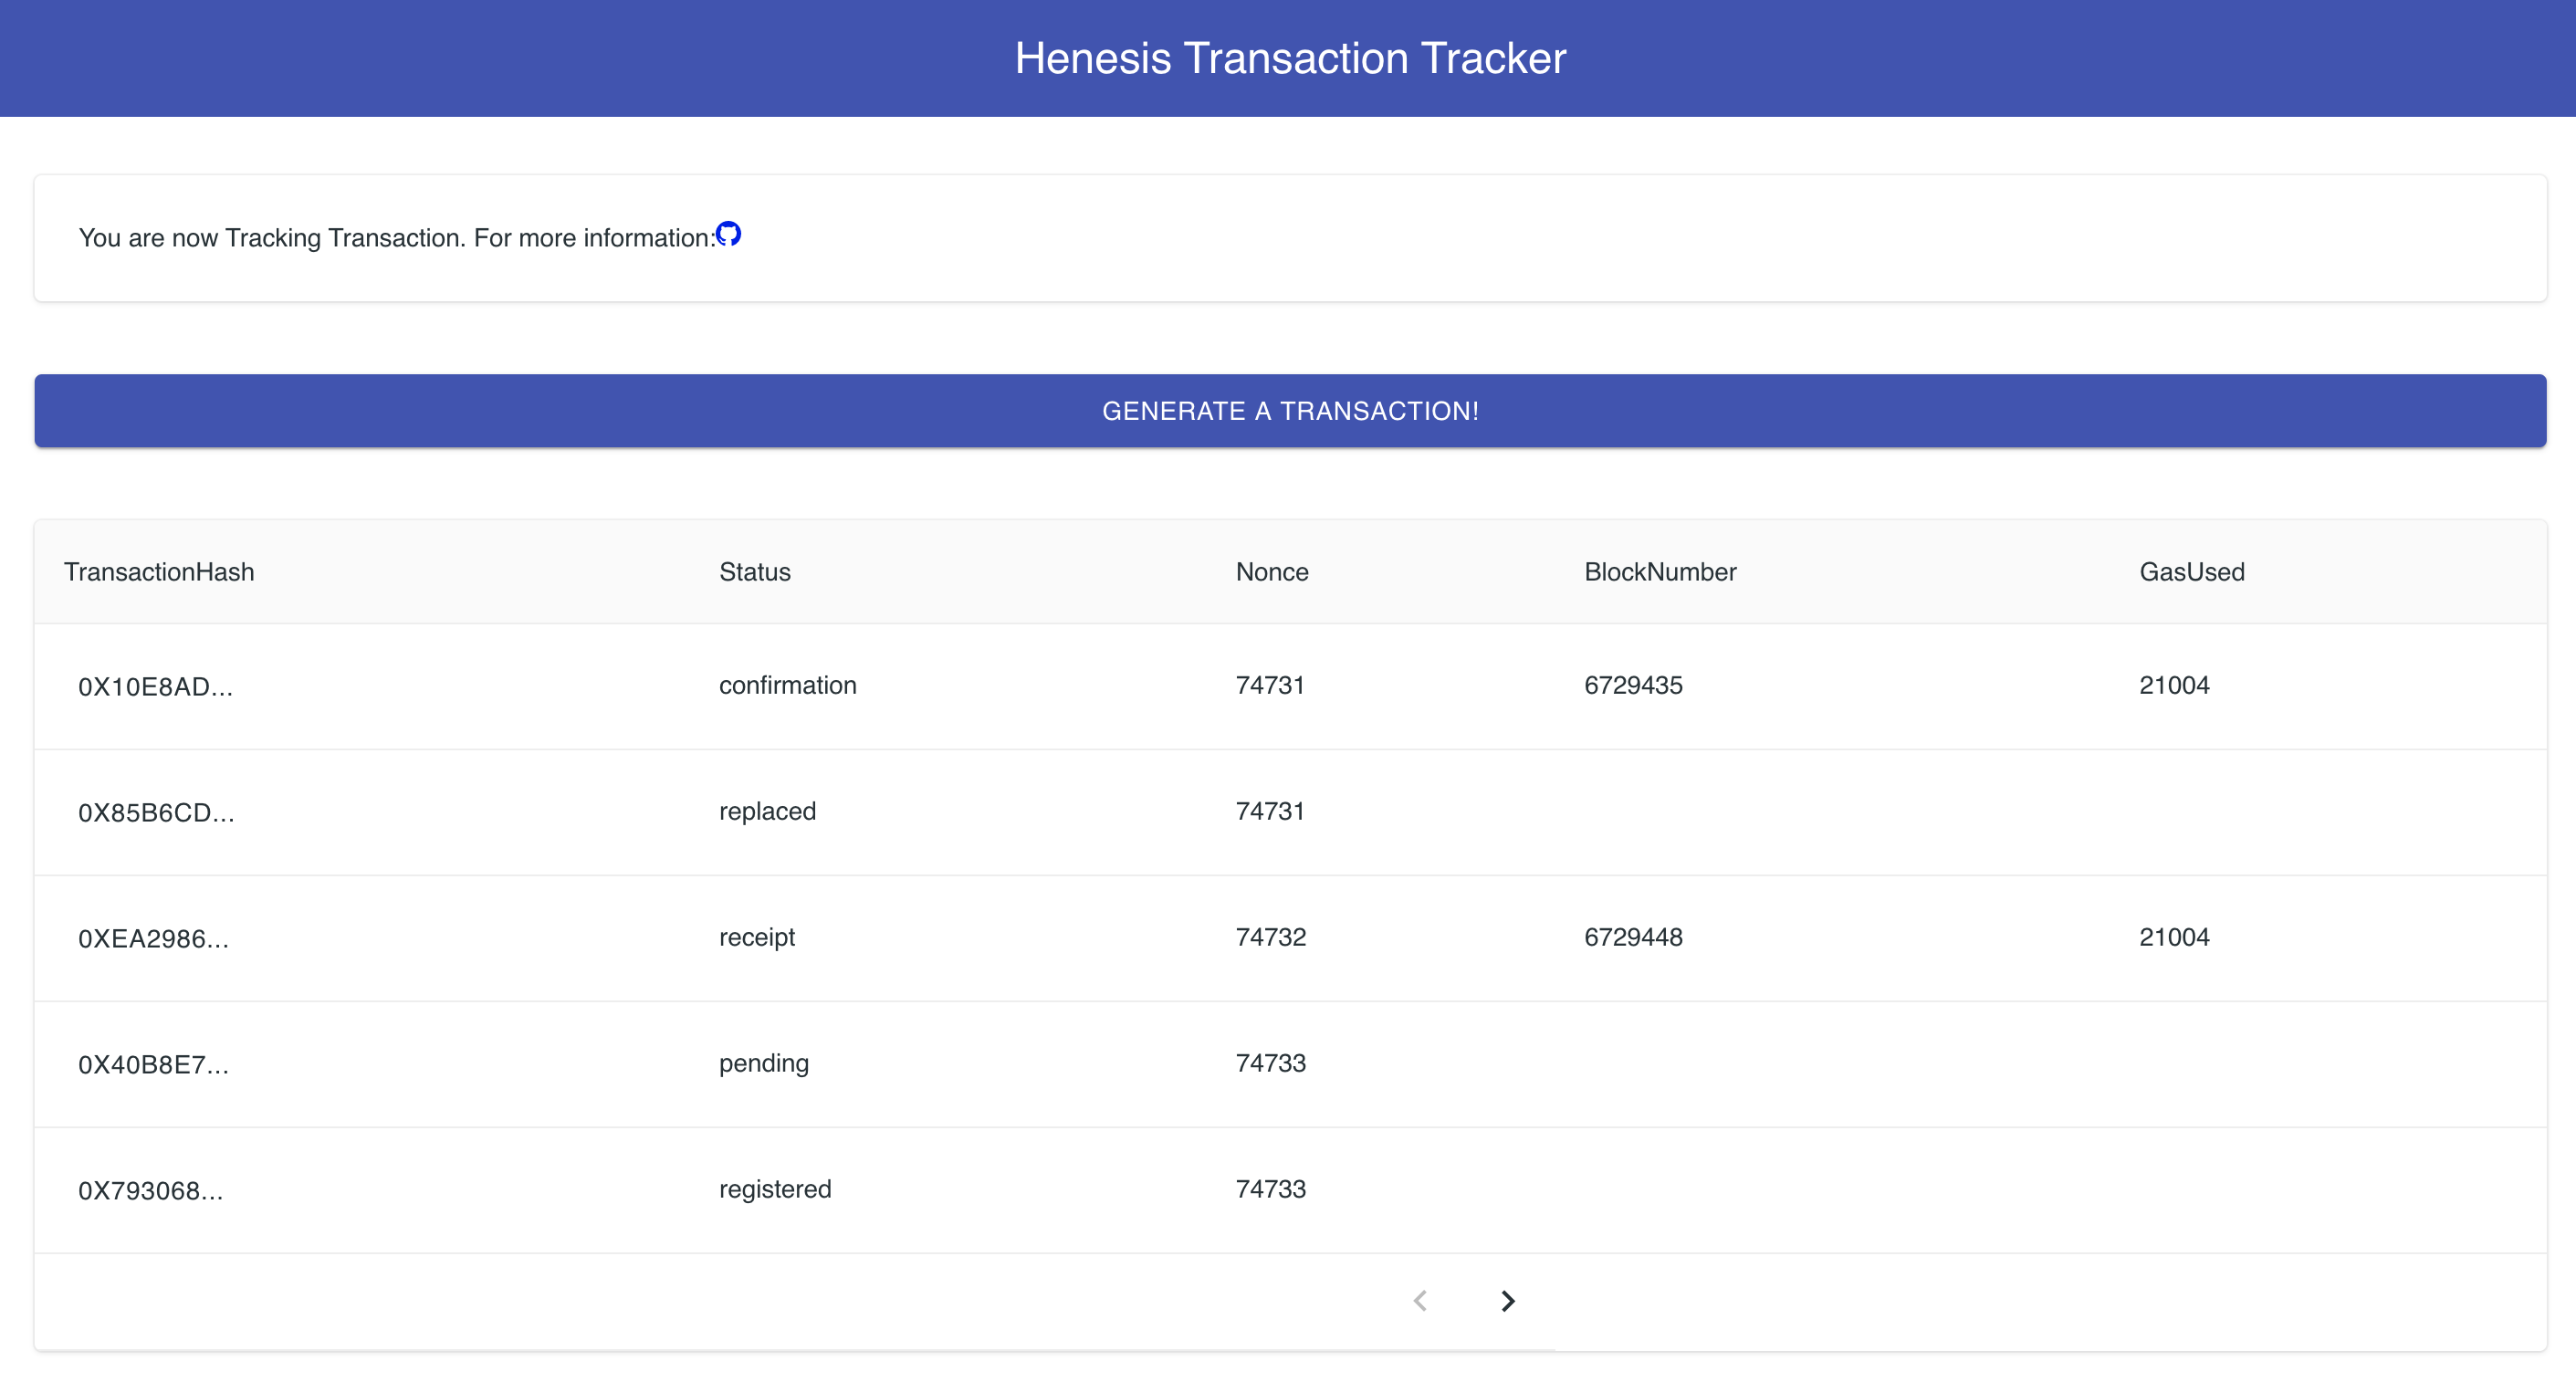 Henesis Transaction Tracker
You are now Tracking Transaction. For more information:
GENERATE A TRANSACTION!
TransactionHash Status Nonce BlockNumber GasUsed
0X10E8AD... confirmation 74731 6729435 21004
0X85B6CD... replaced 74731
0XEA2986... receipt 74732 6729448 21004
0X40B8E7... pending 74733
0X793068... registered 74733